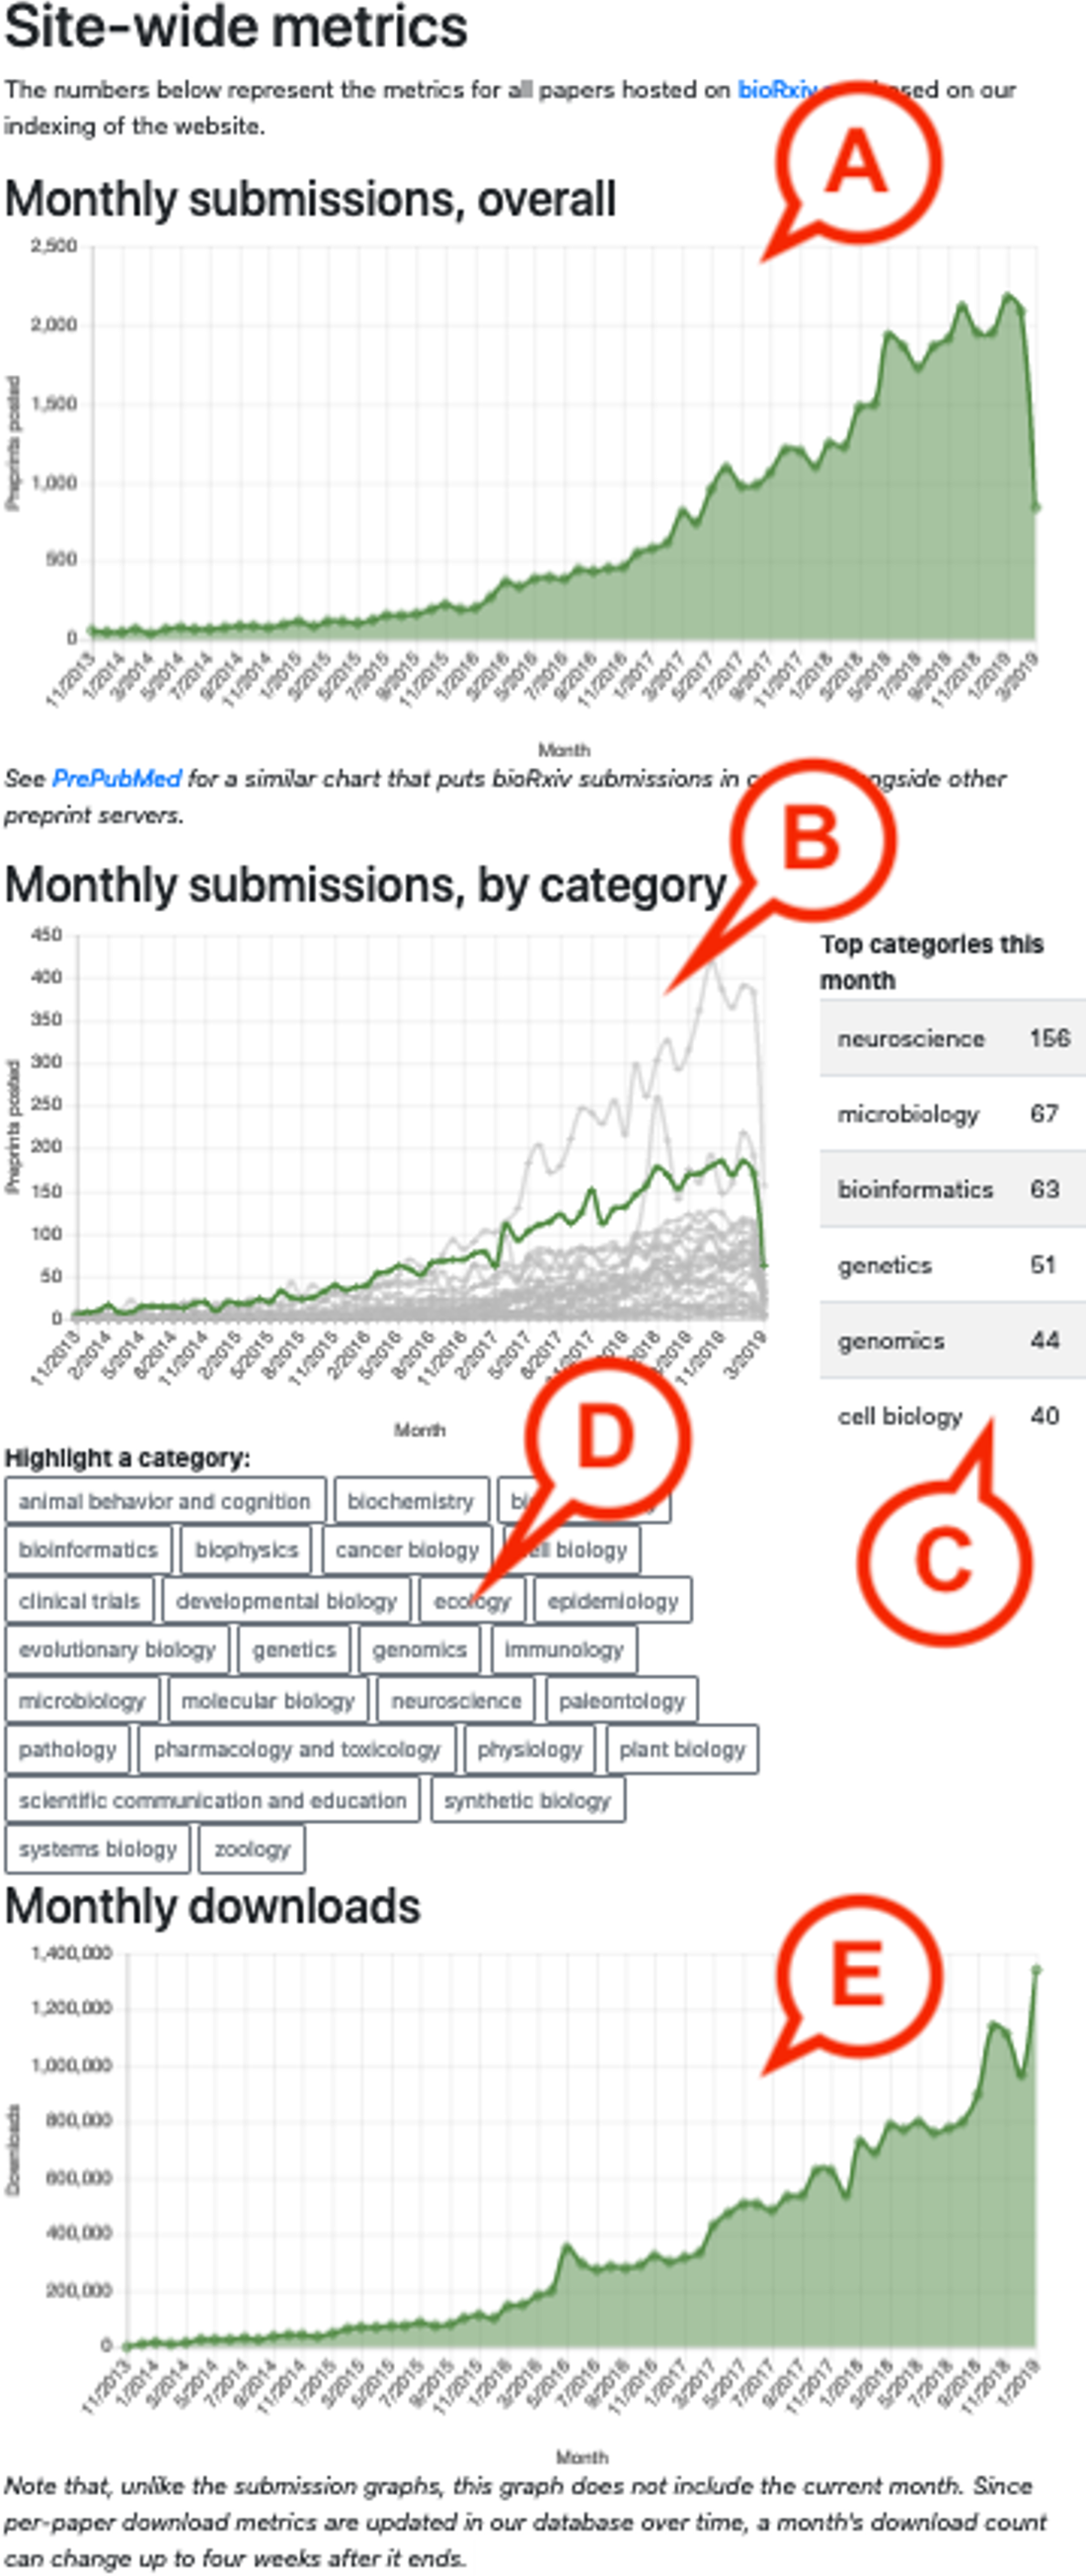 Site-wide metrics
The numbers below represent the metrics for all papers hosted on bioRxiv based on our
indexing of the website.
A
Monthly submissions, overall
2,500
2,000
1,500
1,000
500
0
Preprints posted
11/2013 1/2014 3/2014 5/2014 7/2014 9/2014 11/2014 1/2015 3/2015 5/2015 7/2015 9/2015 11/2015 1/2016 3/2016 5/2016 7/2016 9/2016 11/2016 1/2017 3/2017 5/2017 7/2017 9/2017 11/2017 1/2018 3/2018 5/2018 7/2018 9/2018 11/2018 1/2019 3/2019
Month
See PrePubMed for a similar chart that puts bioRxiv submissions in alongside other
preprint servers.
B
Monthly submissions, by category
450
400
350
300
250
200
150
100
50
0
Preprints posted
11/2013 2/2014 5/2014 8/2014 11/2014 2/2015 5/2015 8/2015 11/2015 2/2016 5/2016 8/2016 11/2016 2/2017 5/2017 8/2017 3/2019
Month
Top categories this
month
neuroscience 156
microbiology 67
bioinformatics 63
genetics 51
genomics 44
cell biology 40
C
D
Highlight a category:
animal behavior and cognition biochemistry
bioinformatics biophysics cancer biology cell biology
clinical trials developmental biology ecology epidemiology
evolutionary biology genetics genomics immunology
microbiology molecular biology neuroscience paleontology
pathology pharmacology and toxicology physiology plant biology
scientific communication and education synthetic biology
systems biology zoology
Monthly downloads
E
1,400,000
1,200,000
1,000,000
800,000
600,000
400,000
200,000
0
Downloads
11/2013 1/2014 3/2014 5/2014 7/2014 9/2014 11/2014 1/2015 3/2015 5/2015 7/2015 9/2015 11/2015 1/2016 3/2016 5/2016 7/2016 9/2016 11/2016 1/2017 3/2017 5/2017 7/2017 9/2017 11/2017 1/2018 3/2018 5/2018 7/2018 9/2018 11/2018 1/2019
Month
Note that, unlike the submission graphs, this graph does not include the current month. Since
per-paper download metrics are updated in our database over time, a month's download count
can change up to four weeks after it ends.